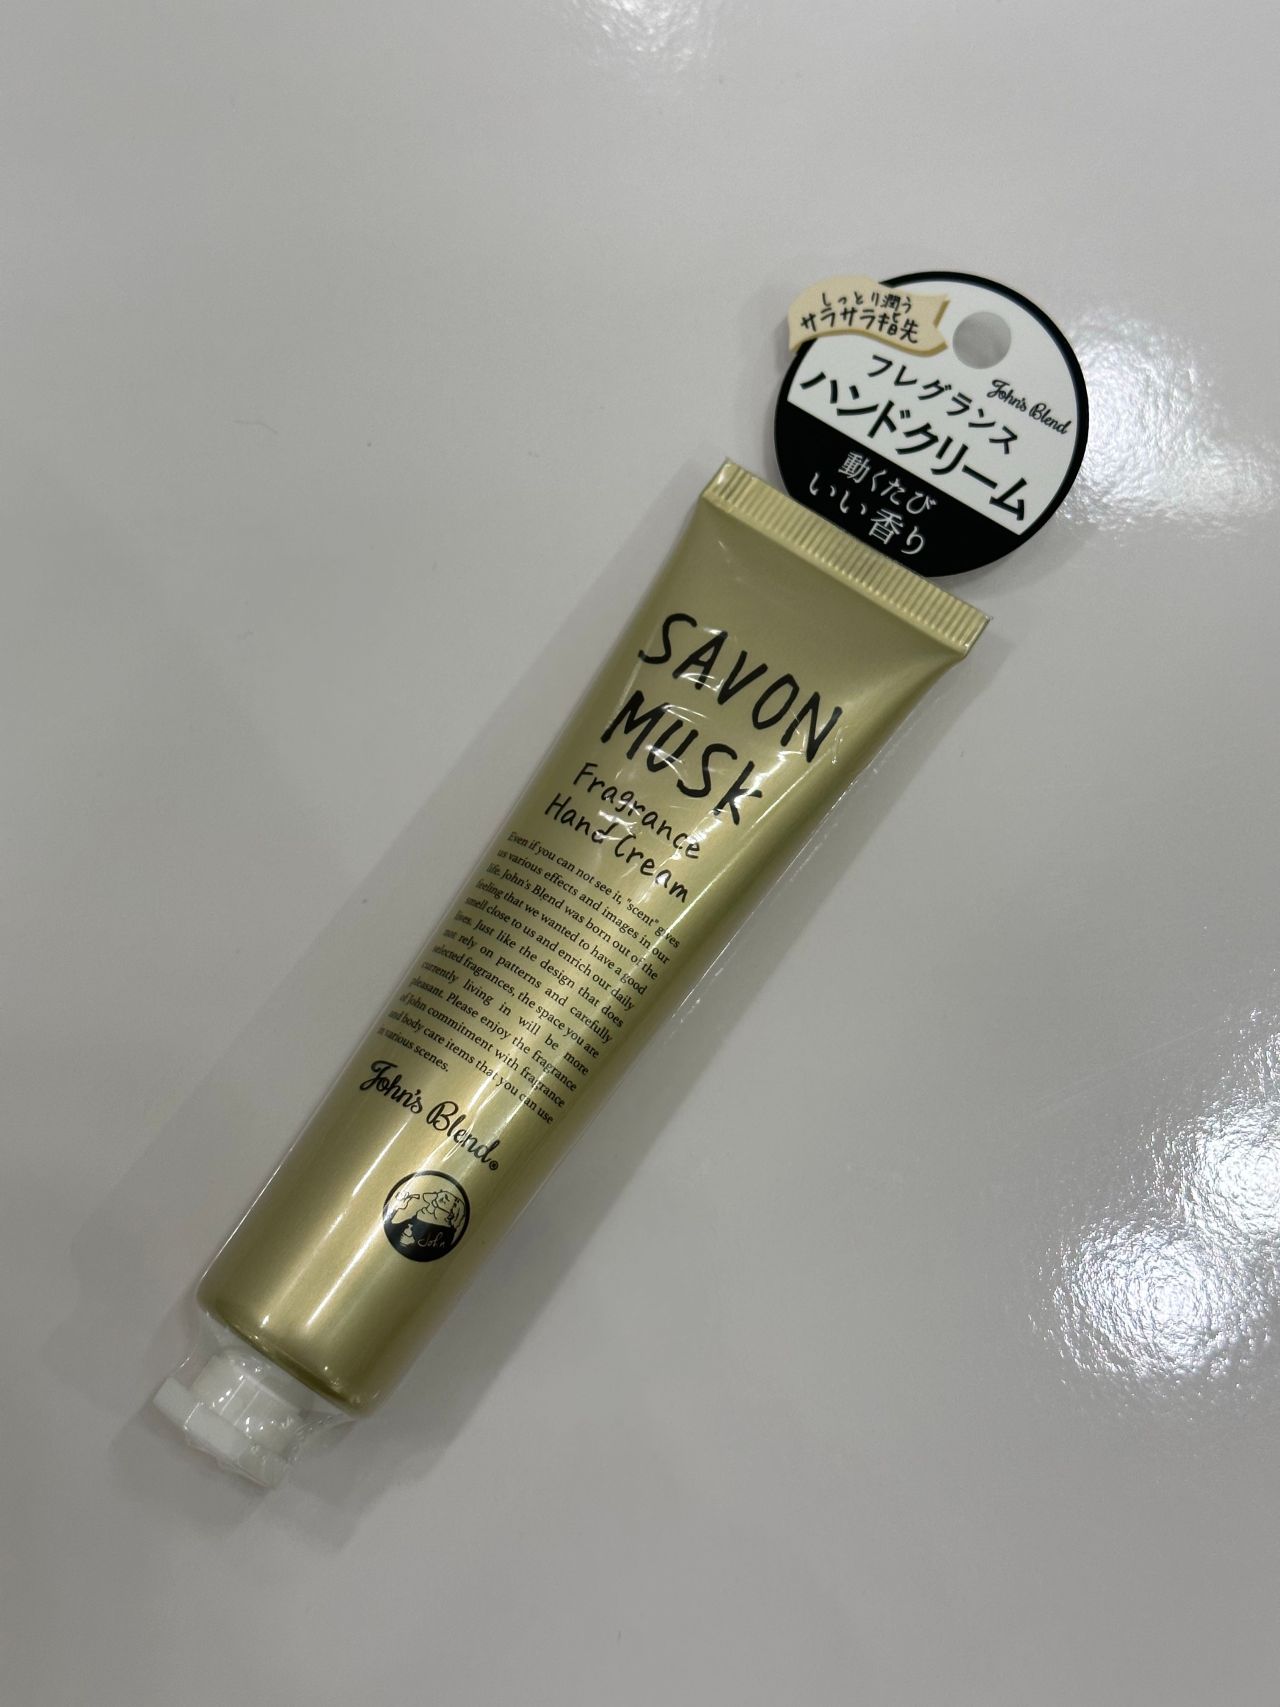 しっとり潤う
サラサラ指先
John's Blend
フレグランス
ハンドクリーム
動くたび
いい香り
SAVON
MUSK
Fragrance
Hand Cream
Even if you can not see it, "scent" gives
us various effects and images in our
life. John's Blend was born out of the
feeling that we wanted to have a good
smell close to us and enrich our daily
lives. Just like the design that does
not rely on patterns and carefully
selected fragrances, the space you are
currently living in will be more
pleasant. Please enjoy the fragrance
of John commitment with fragrance
and body care items that you can use
in various scenes.
John's Blend®
John